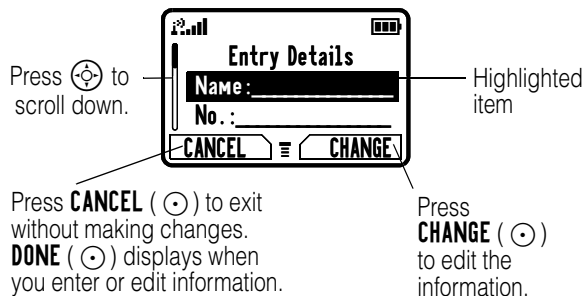 Entry Details
Press to
scroll down.
Name:
Highlighted
item
No.:
CANCEL CHANGE
Press CANCEL ( ) to exit
without making changes.
DONE ( ) displays when
you enter or edit information.
Press
CHANGE ( )
to edit the
information.